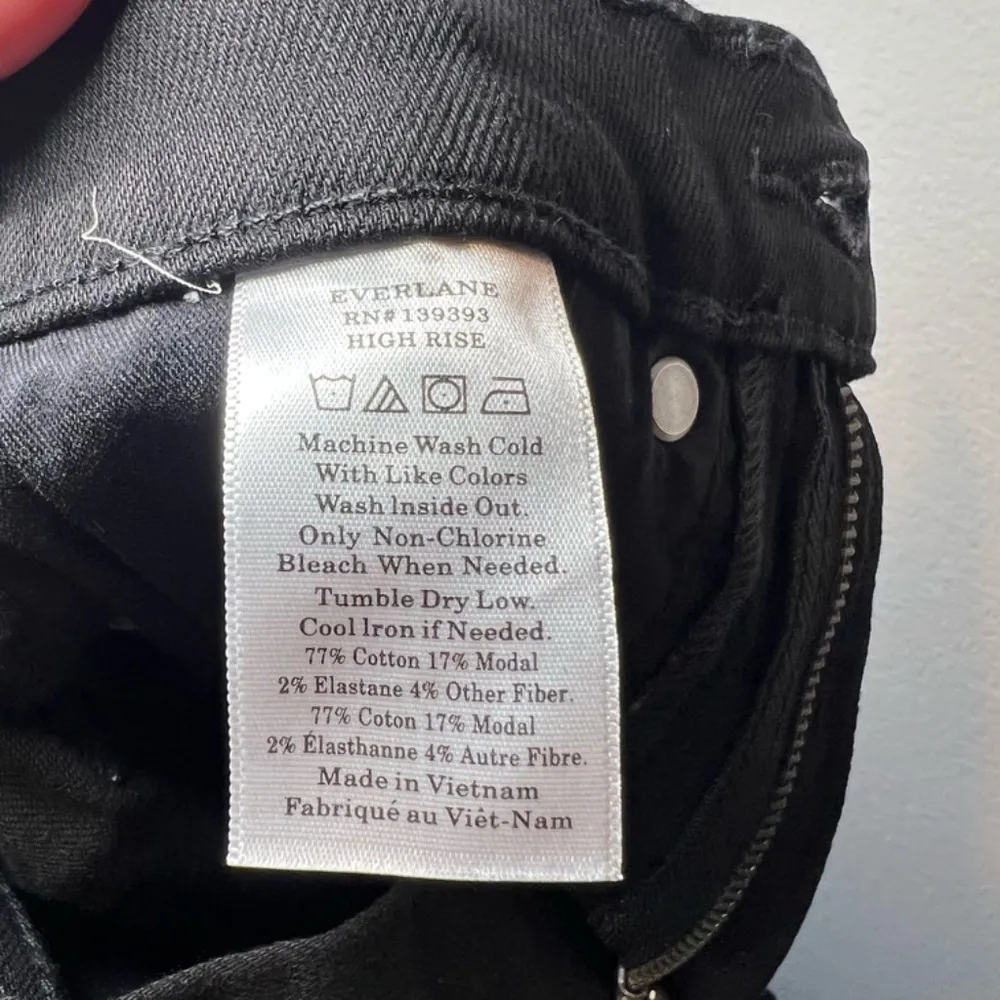 EVERLANE
RN# 139393
HIGH RISE
Machine Wash Cold
With Like Colors
Wash Inside Out.
Only Non-Chlorine
Bleach When Needed.
Tumble Dry Low.
Cool Iron if Needed.
77% Cotton 17% Modal
2% Elastane 4% Other Fiber.
77% Coton 17% Modal
2% Élasthanne 4% Autre Fibre.
Made in Vietnam
Fabriqué au Viêt-Nam